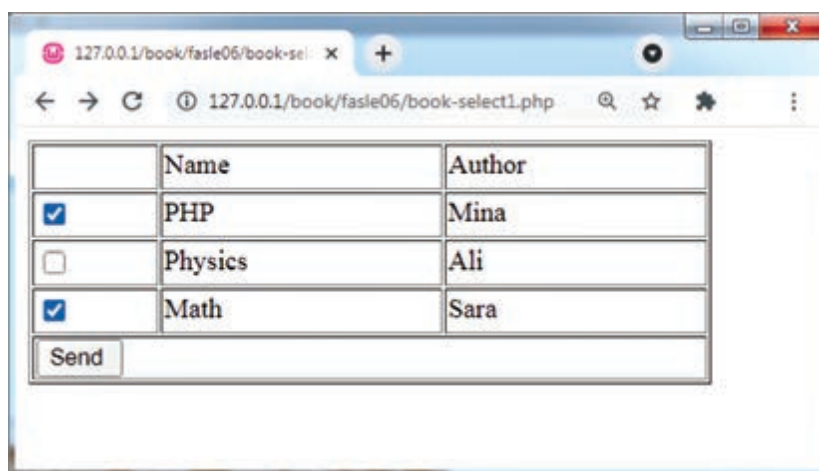 127.0.0.1/book/fasle06/book-sel
127.0.0.1/book/fasle06/book-select1.php
Name Author
PHP Mina
Physics Ali
Math Sara
Send